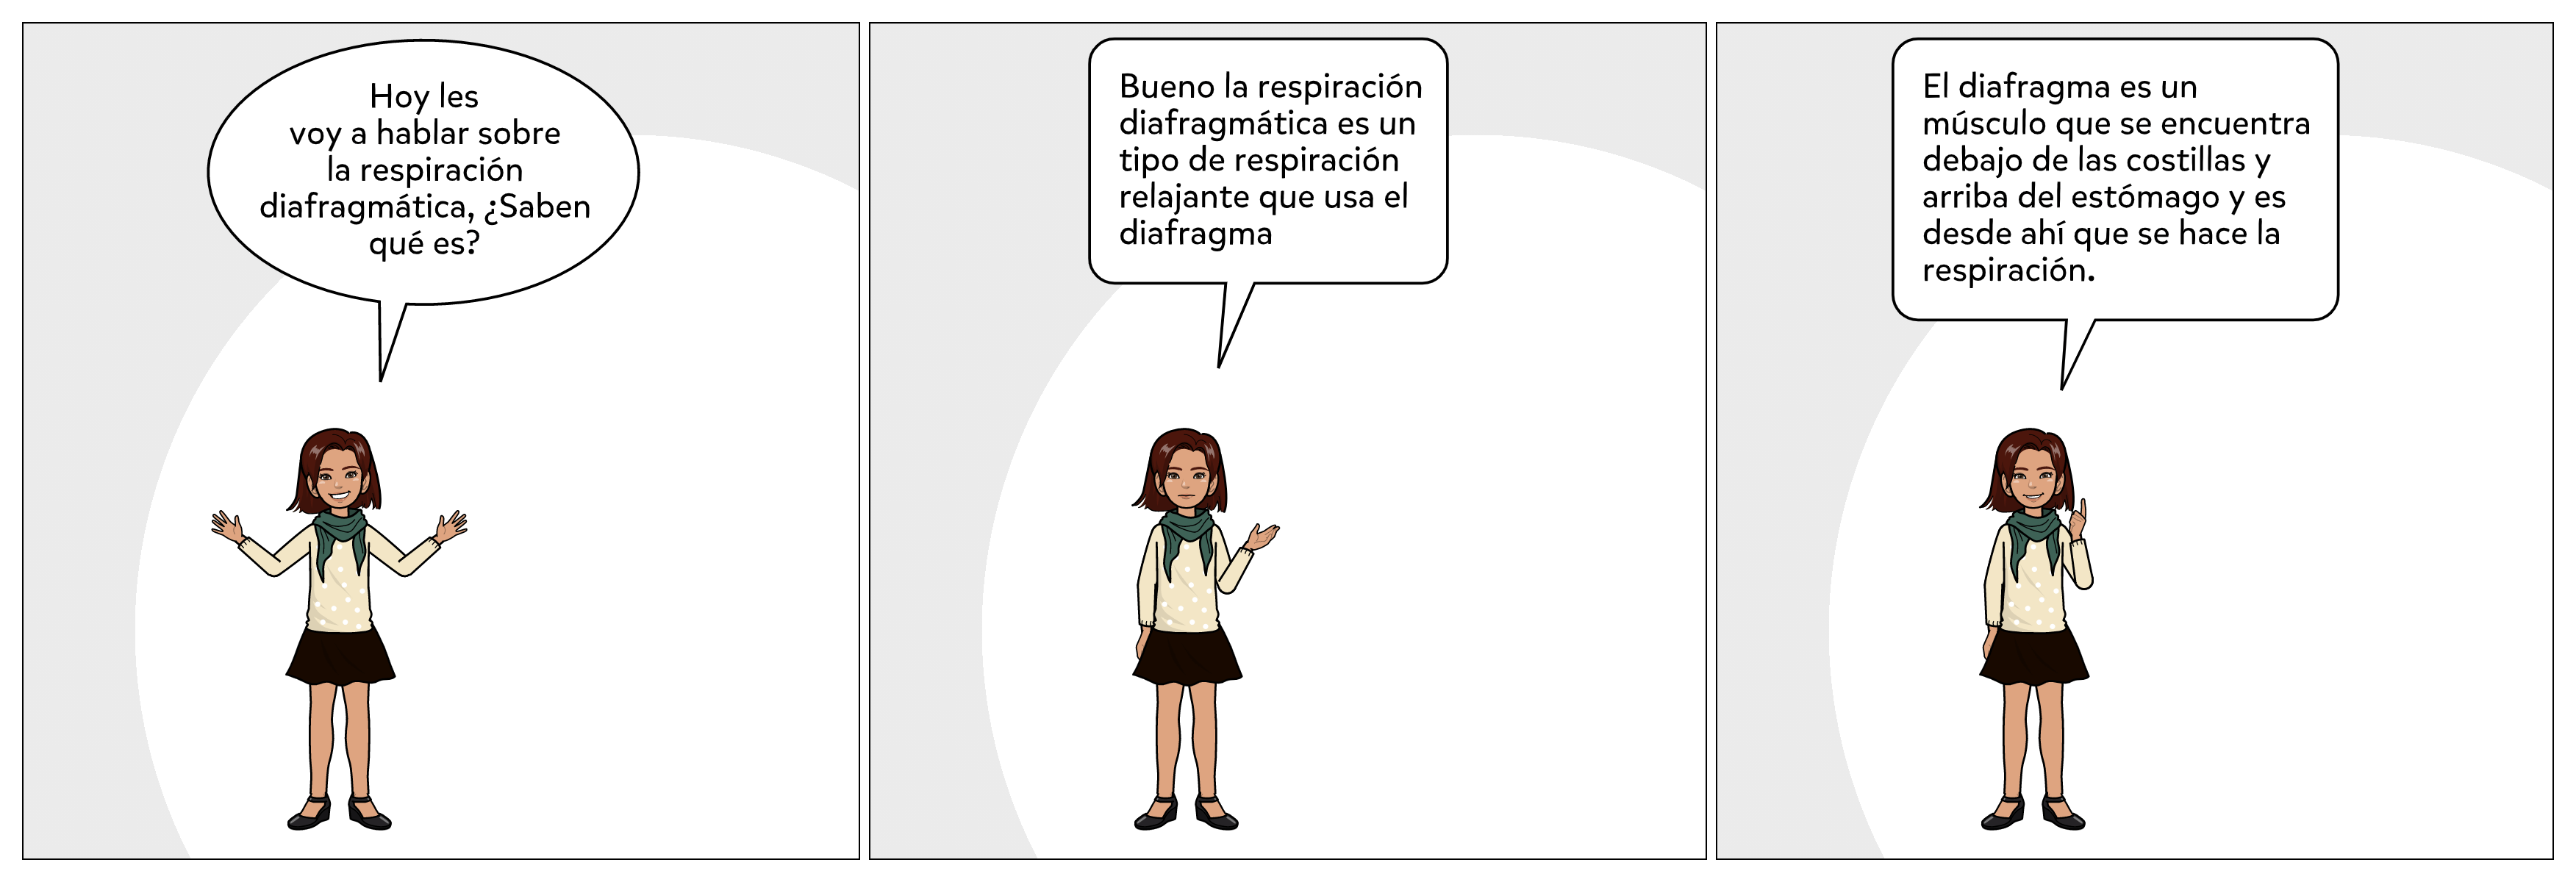 Hoy les
voy a hablar sobre
la respiración
diafragmática, ¿Saben
qué es?
Bueno la respiración
diafragmática es un
tipo de respiración
relajante que usa el
diafragma
El diafragma es un
músculo que se encuentra
debajo de las costillas y
arriba del estómago y es
desde ahí que se hace la
respiración.